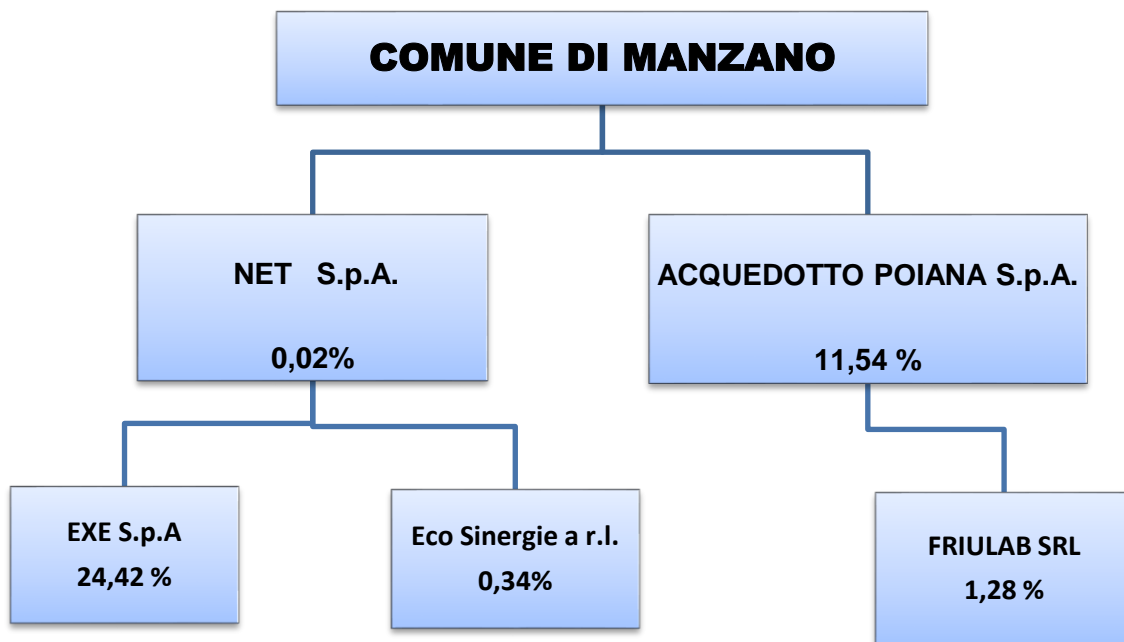 COMUNE DI MANZANO
NET S.p.A.
0,02%
ACQUEDOTTO POIANA S.p.A.
11,54 %
EXE S.p.A
24,42 %
Eco Sinergie a r.l.
0,34%
FRIULAB SRL
1,28 %